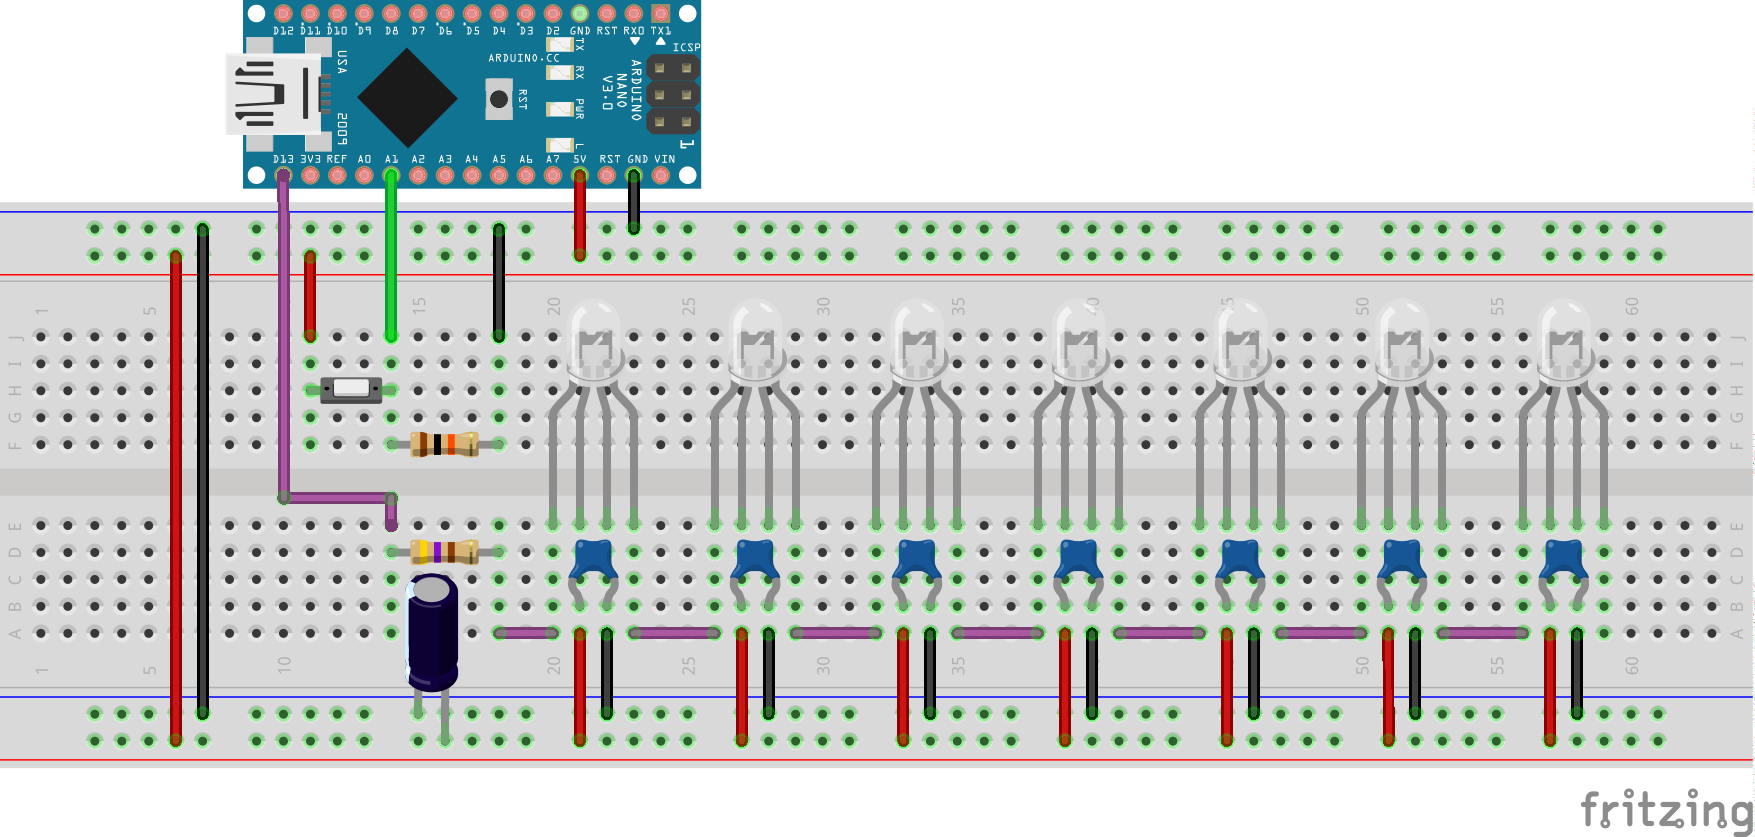 D12 D11 D10 D9 D8 D7 D6 D5 D4 D3 D2 GND RST RX0 TX1
ICSP
TX
ARDUINO.CC
USA
RX
RST
ARDUINO
NANO
V3.0
PWR
2005
L
1
D13 3V3 REF A0 A1 A2 A3 A4 A5 A6 A7 5V RST GND VIN
1 5 15 20 25 30 35 40 45 50 55 60
J J
I I
H H
G G
F F
E E
D D
C C
B B
A A
1 5 10 20 25 30 35 50 55 60
fritzing